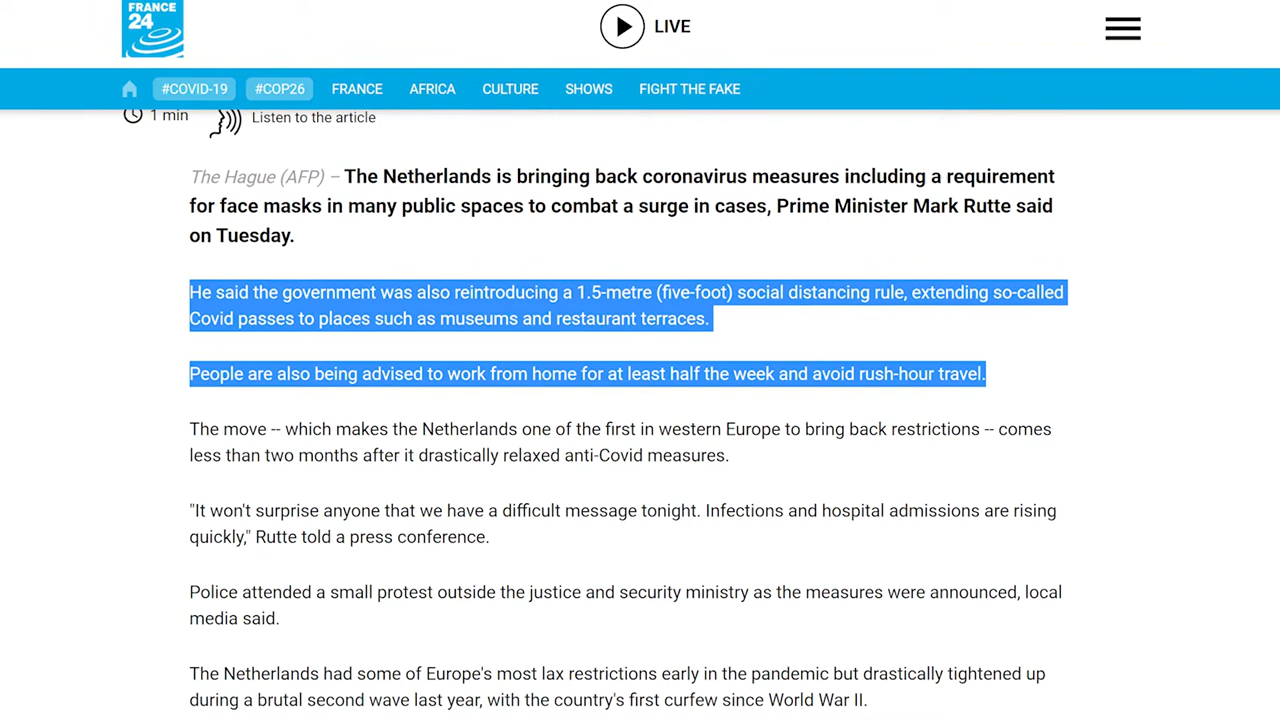 FRANCE
24
LIVE
#COVID-19 #COP26 FRANCE AFRICA CULTURE SHOWS FIGHT THE FAKE
1 min Listen to the article
The Hague (AFP) – The Netherlands is bringing back coronavirus measures including a requirement
for face masks in many public spaces to combat a surge in cases, Prime Minister Mark Rutte said
on Tuesday.
He said the government was also reintroducing a 1.5-metre (five-foot) social distancing rule, extending so-called
Covid passes to places such as museums and restaurant terraces.
People are also being advised to work from home for at least half the week and avoid rush-hour travel.
The move -- which makes the Netherlands one of the first in western Europe to bring back restrictions -- comes
less than two months after it drastically relaxed anti-Covid measures.
"It won't surprise anyone that we have a difficult message tonight. Infections and hospital admissions are rising
quickly," Rutte told a press conference.
Police attended a small protest outside the justice and security ministry as the measures were announced, local
media said.
The Netherlands had some of Europe's most lax restrictions early in the pandemic but drastically tightened up
during a brutal second wave last year, with the country's first curfew since World War II.